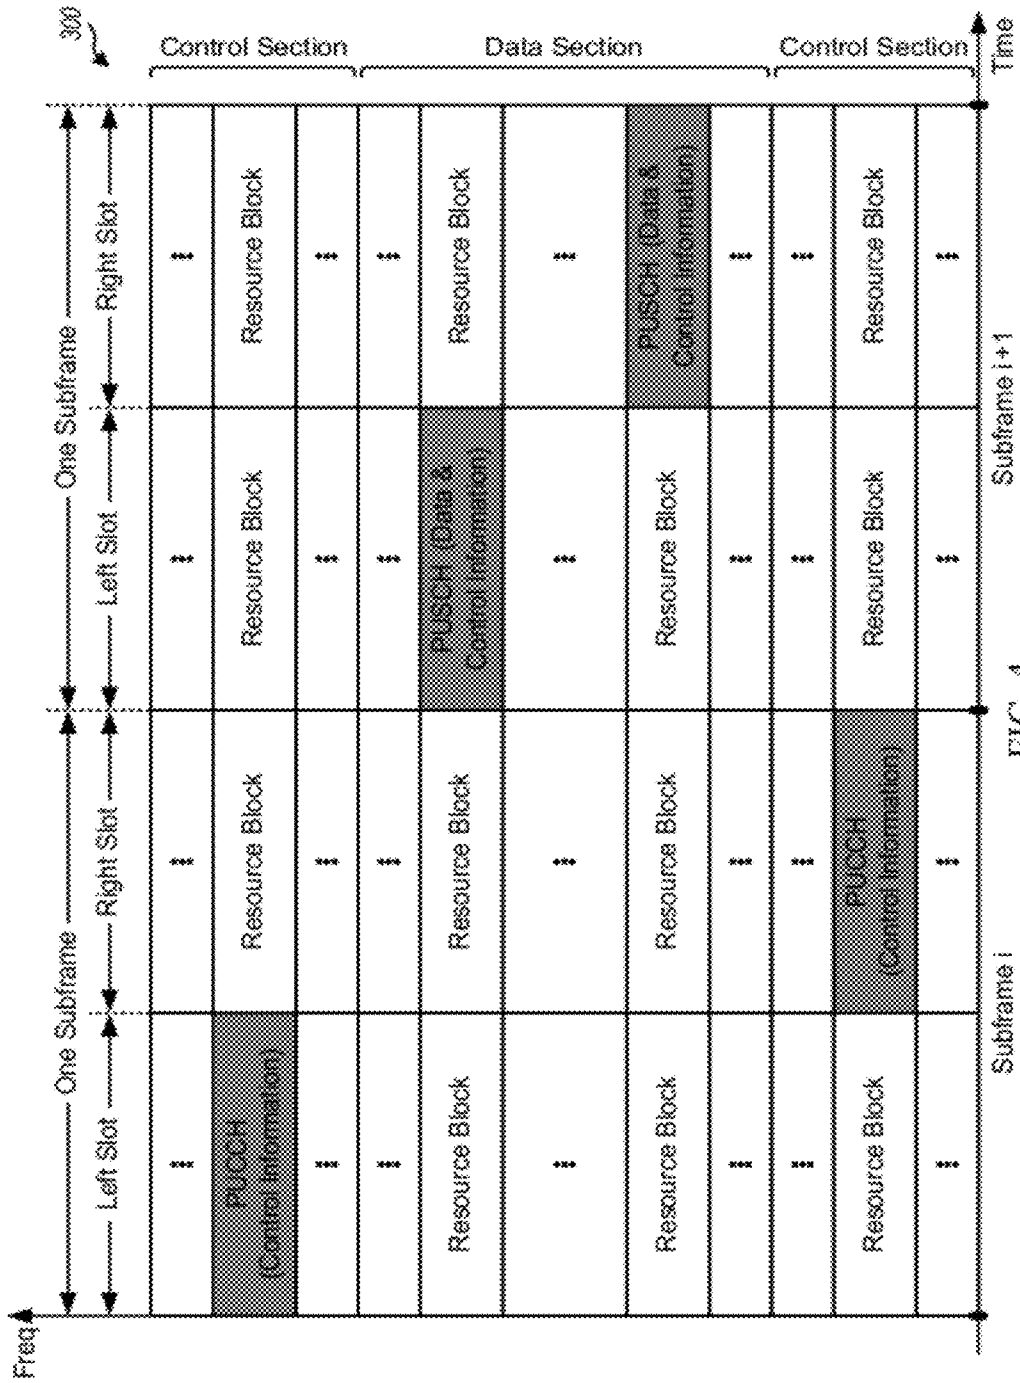 300
Freq
One Subframe
One Subframe
Left Slot
Right Slot
Left Slot
Right Slot
PUCCH
(Control Information)
Resource Block
Resource Block
Resource Block
Control Section
Resource Block
Resource Block
PUSCH (Data &
Control Information)
Resource Block
Data Section
Resource Block
Resource Block
Resource Block
PUSCH (Data &
Control Information)
Resource Block
PUCCH
(Control Information)
Resource Block
Resource Block
Control Section
Subframe i
Subframe i+1
Time
FIG. 4